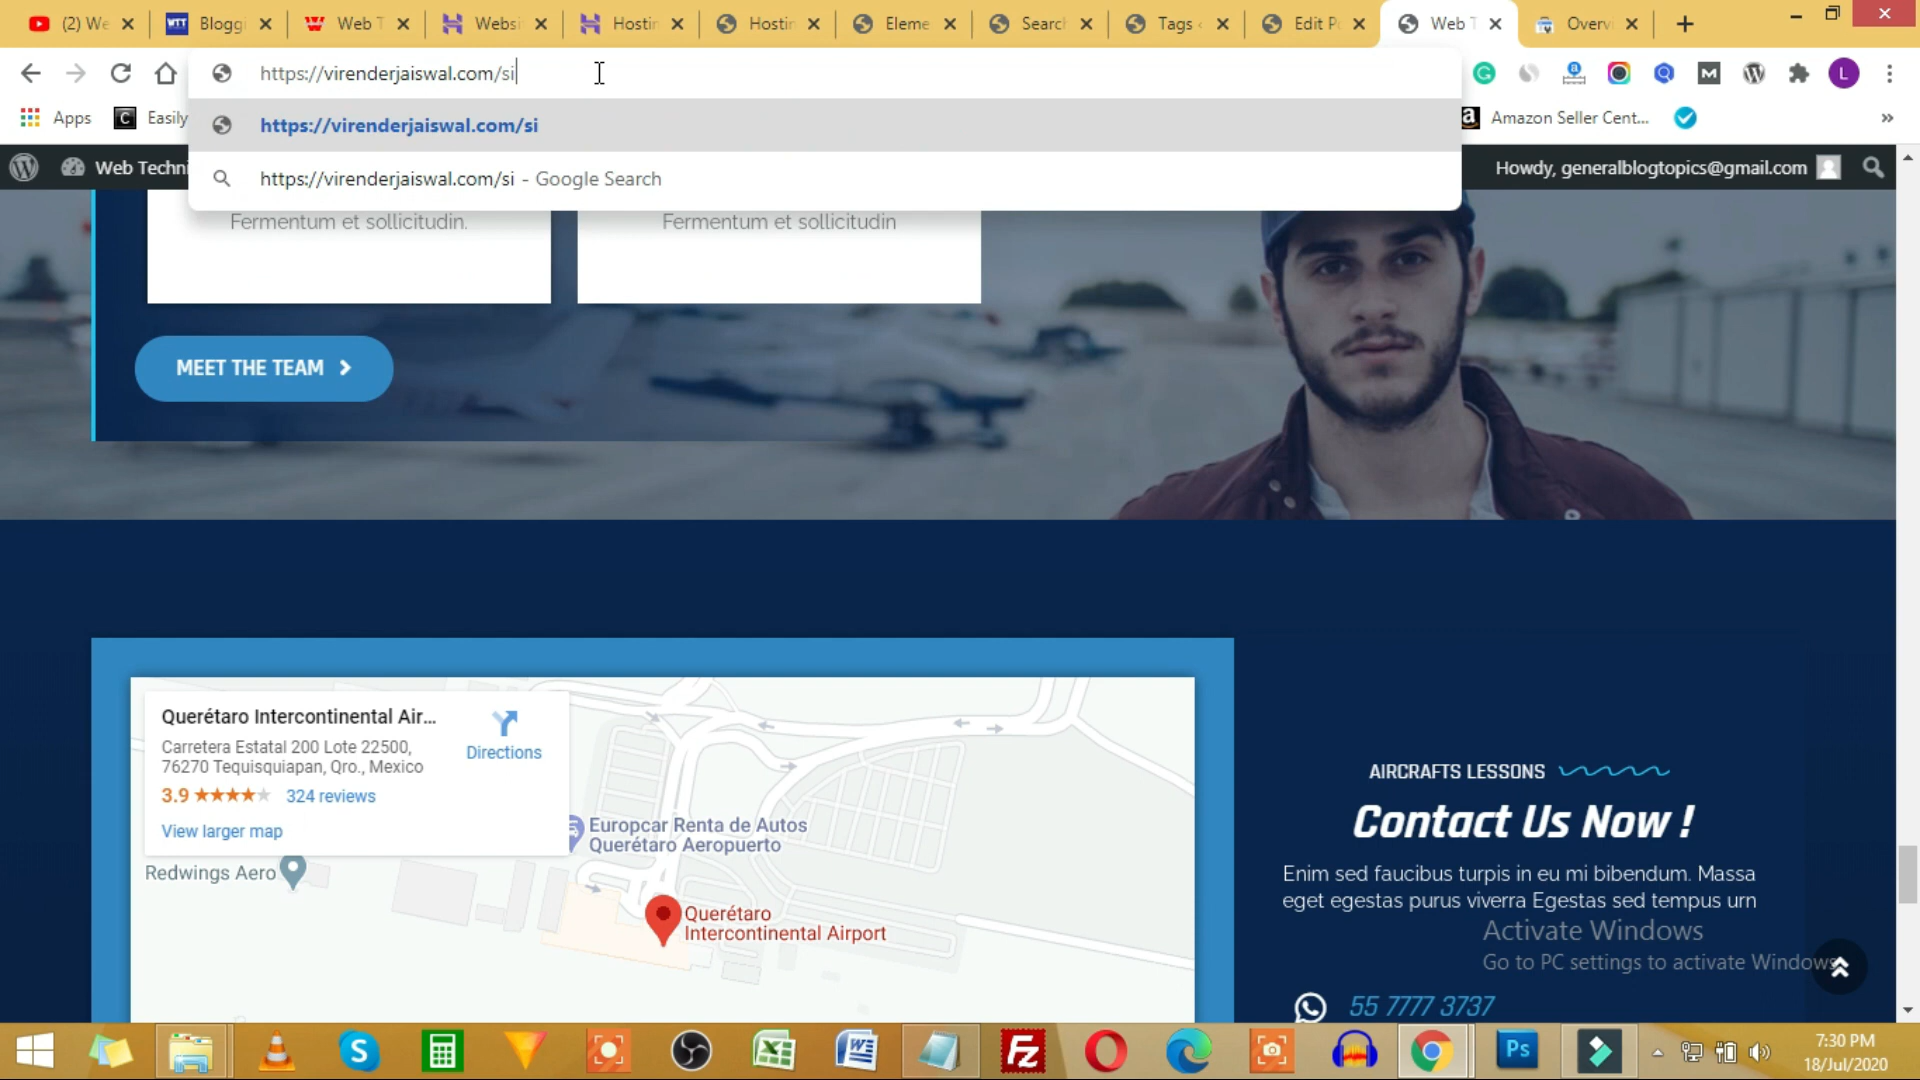 (2) We
Blogg
Web T
Websi
Hostin
Hostin
Eleme
Search
Tags
Edit P
Web T
Overv
https://virenderjaiswal.com/si
Apps
Easily
https://virenderjaiswal.com/si
https://virenderjaiswal.com/si - Google Search
Amazon Seller Cent...
Web Techni
Howdy, generalblogtopics@gmail.com
Fermentum et sollicitudin.
Fermentum et sollicitudin
MEET THE TEAM
Querétaro Intercontinental Air...
Carretera Estatal 200 Lote 22500,
76270 Tequisquiapan, Qro., Mexico
3.9
324 reviews
View larger map
Directions
Europcar Renta de Autos
Querétaro Aeropuerto
Redwings Aero
Querétaro
Intercontinental Airport
AIRCRAFTS LESSONS
Contact Us Now !
Enim sed faucibus turpis in eu mi bibendum. Massa
eget egestas purus viverra Egestas sed tempus urn
Activate Windows
Go to PC settings to activate Windows
55 7777 3737
7:30 PM
18/Jul/2020